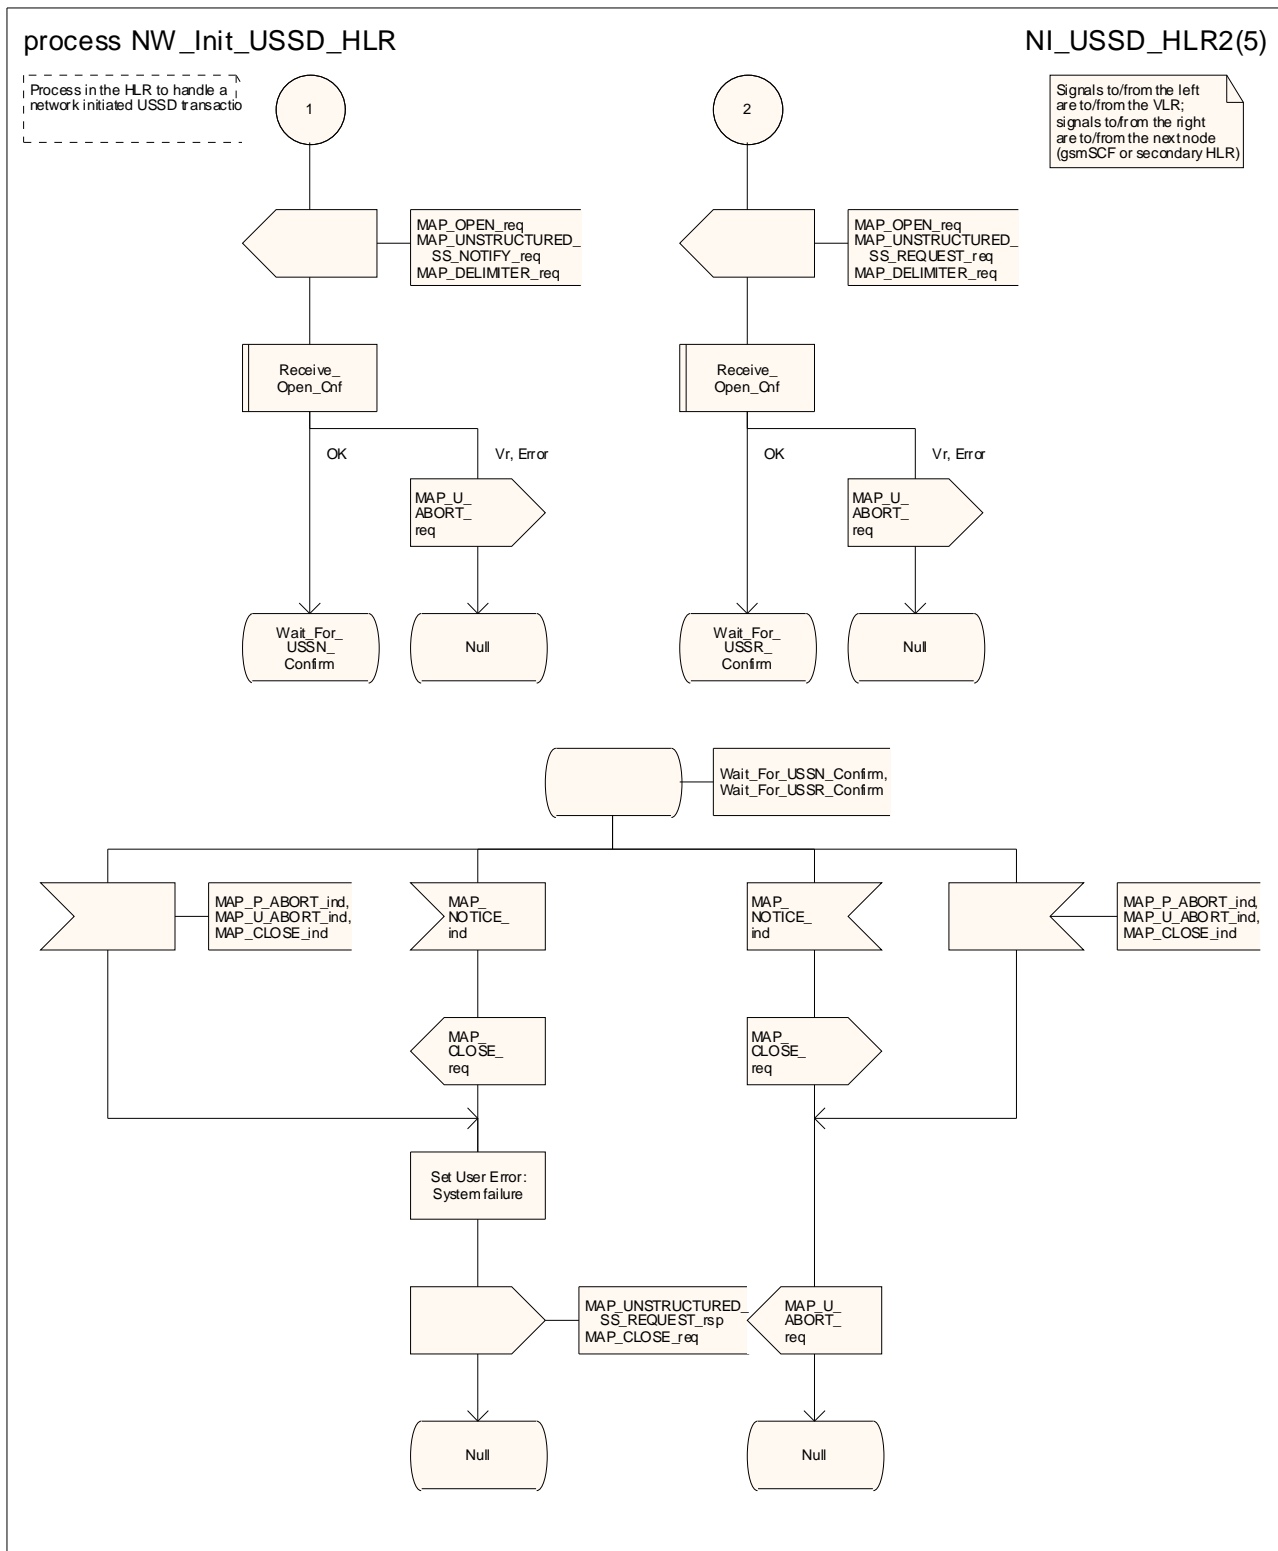 process NW_Init_USSD_HLR
NI_USSD_HLR2(5)
Process in the HLR to handle a
network initiated USSD transactio
1
2
Signals to/from the left
are to/from the VLR;
signals to/from the right
are to/from the next node
(gsmSCF or secondary HLR)
MAP_OPEN_req
MAP_UNSTRUCTURED_
SS_NOTIFY_req
MAP_DELIMITER_req
MAP_OPEN_req
MAP_UNSTRUCTURED_
SS_REQUEST_req
MAP_DELIMITER_req
Receive_
Open_Cnf
Receive_
Open_Cnf
OK
Vr, Error
OK
Vr, Error
MAP_U_
ABORT_
req
MAP_U_
ABORT_
req
Wait_For_
USSN_
Confirm
Null
Wait_For_
USSR_
Confirm
Null
Wait_For_USSN_Confirm,
Wait_For_USSR_Confirm
MAP_P_ABORT_ind,
MAP_U_ABORT_ind,
MAP_CLOSE_ind
MAP_
NOTICE_
ind
MAP_
NOTICE_
ind
MAP_P_ABORT_ind,
MAP_U_ABORT_ind,
MAP_CLOSE_ind
MAP_
CLOSE_
req
MAP_
CLOSE_
req
Set User Error:
System failure
MAP_UNSTRUCTURED_
SS_REQUEST_rsp
MAP_CLOSE_req
MAP_U_
ABORT_
req
Null
Null